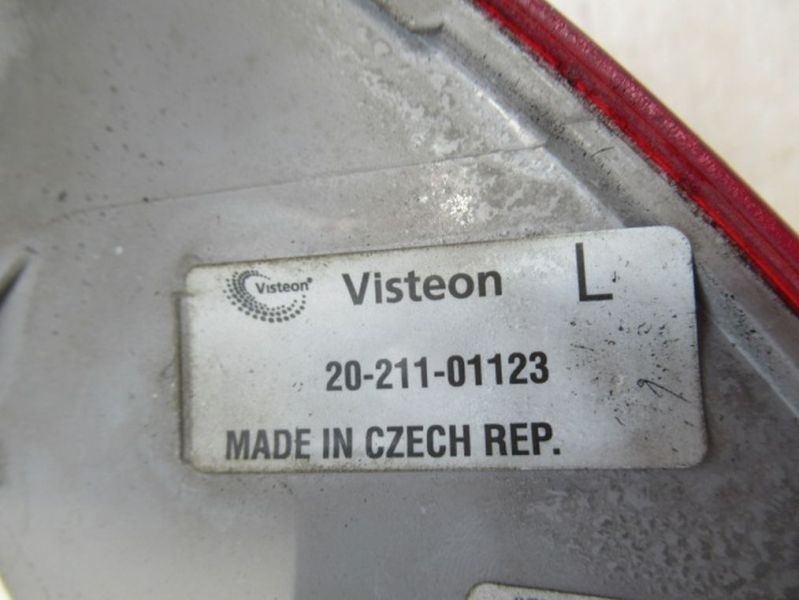 Visteon Visteon L
20-211-01123
MADE IN CZECH REP.